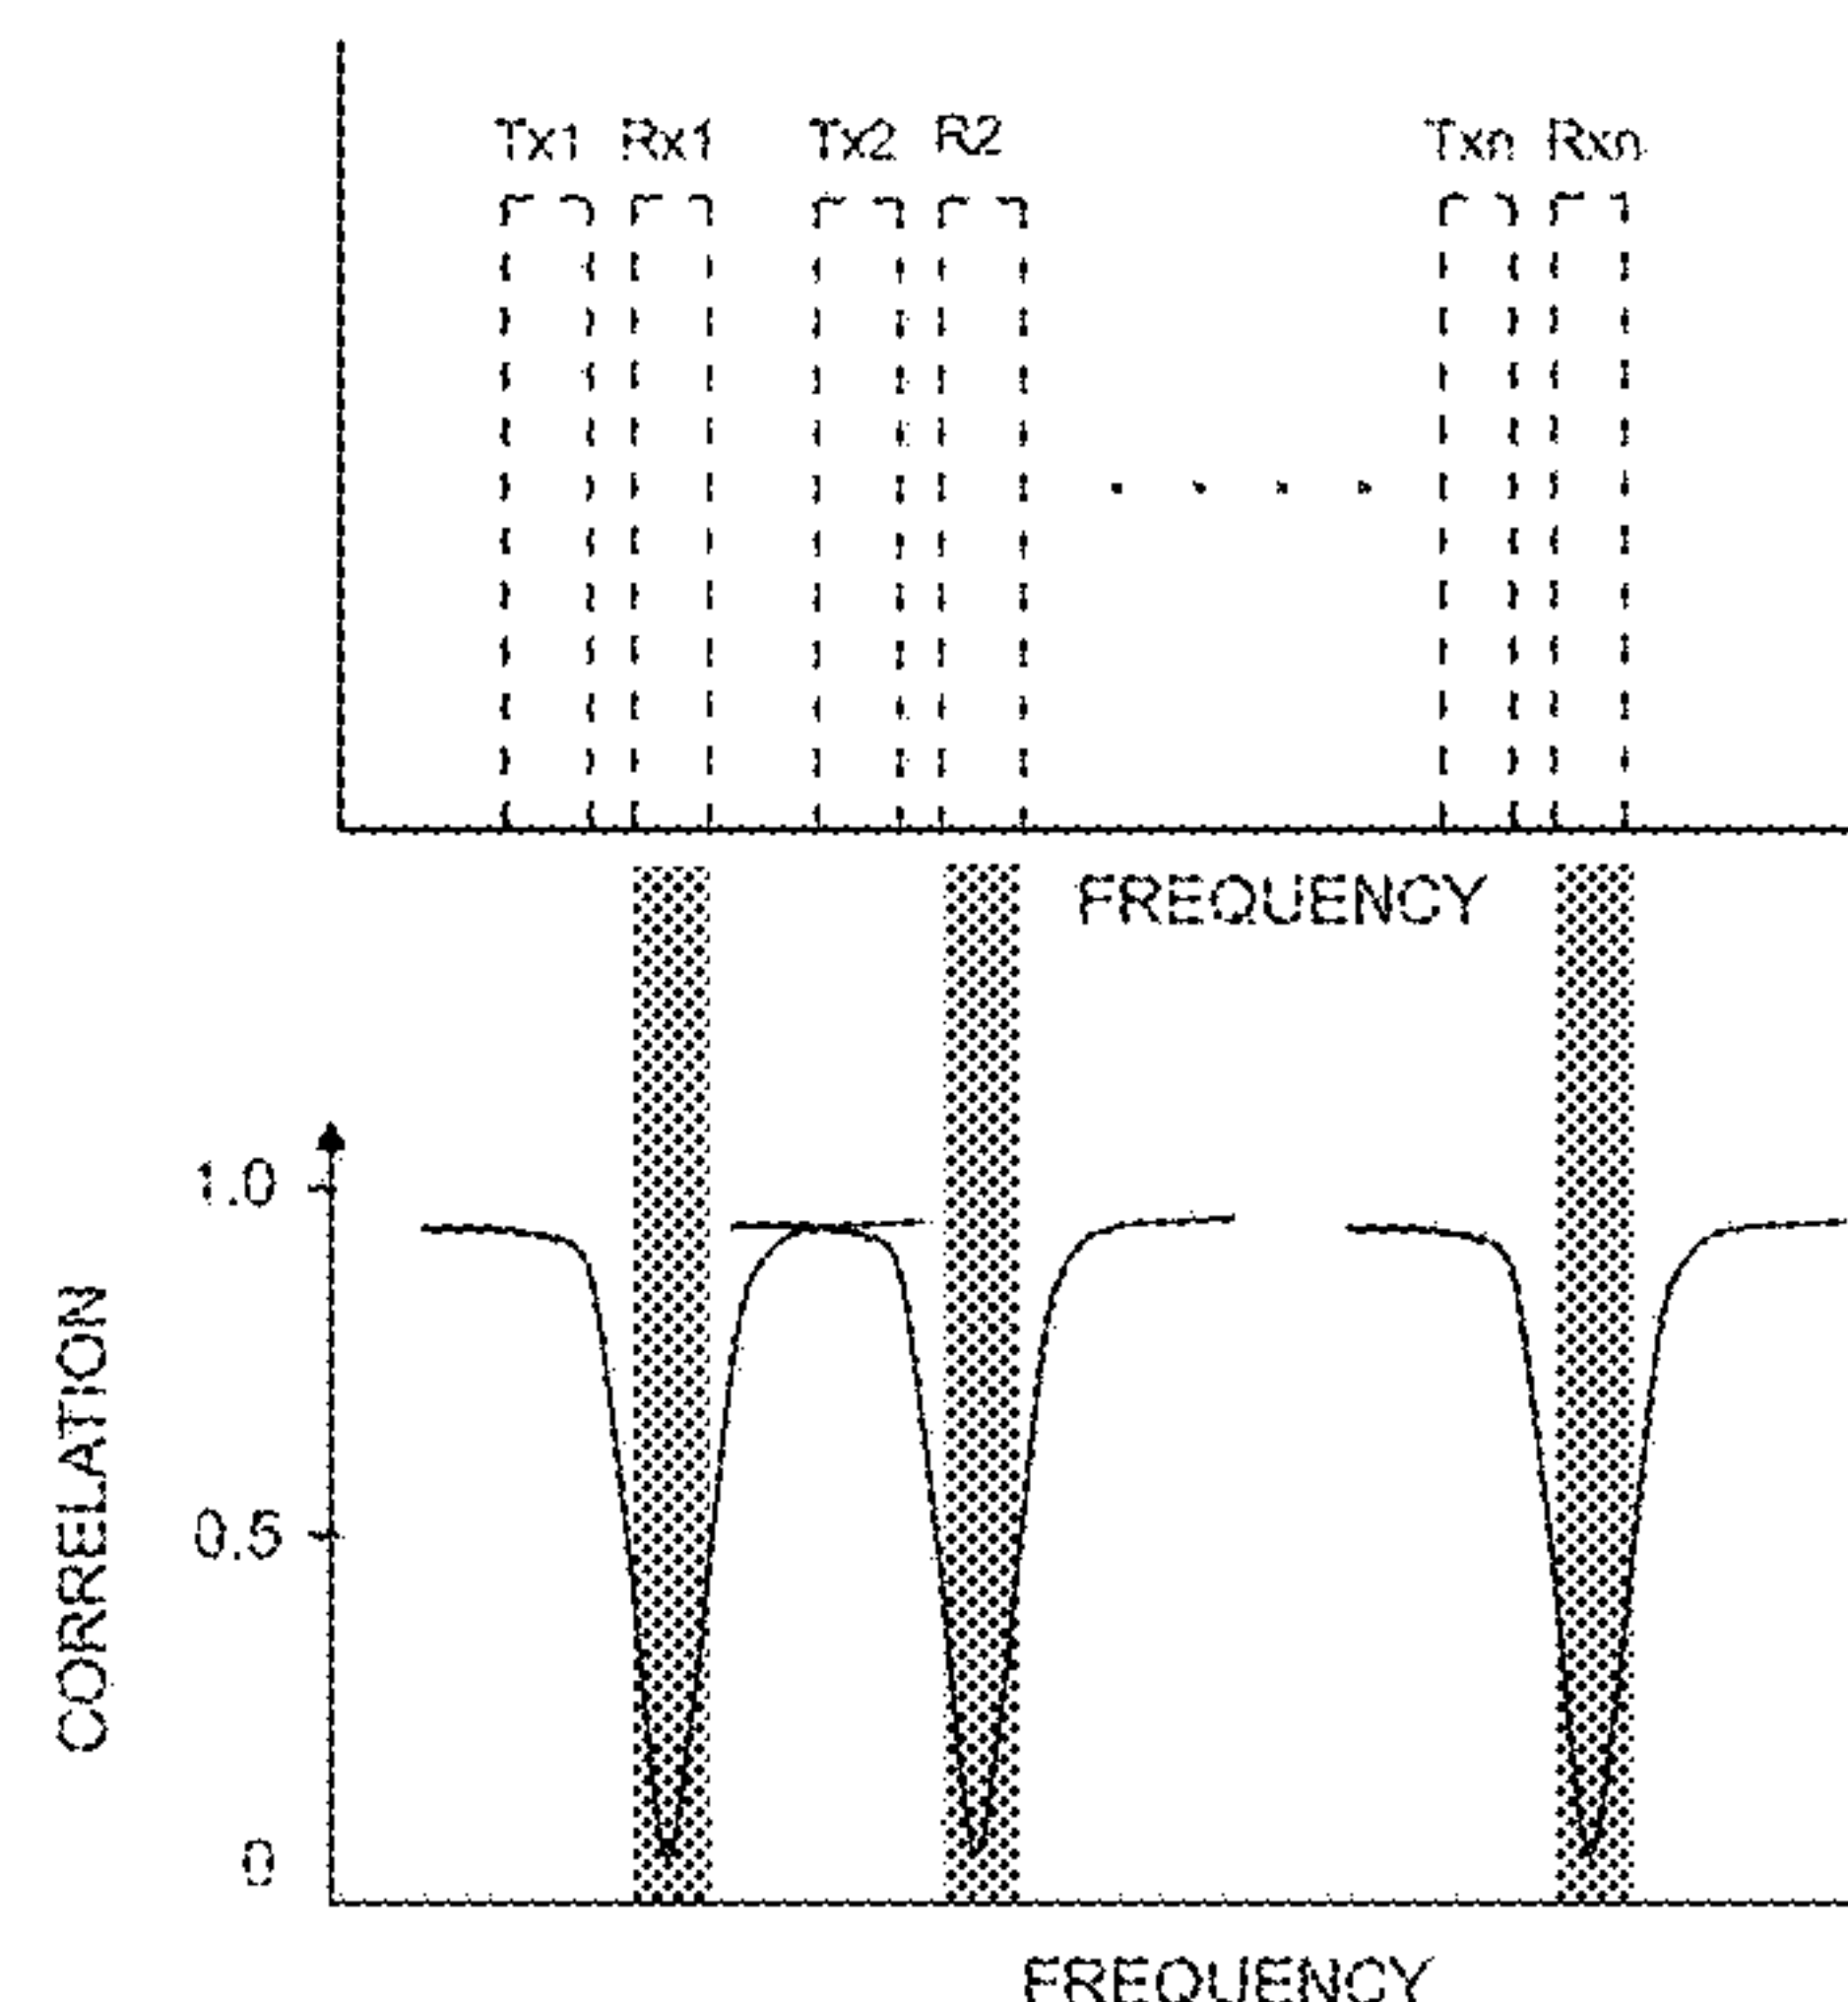 Tx1 Rx1 Tx2 R2 Txn Rxn
FREQUENCY
1.0
0.5
0
CORRELATION
FREQUENCY